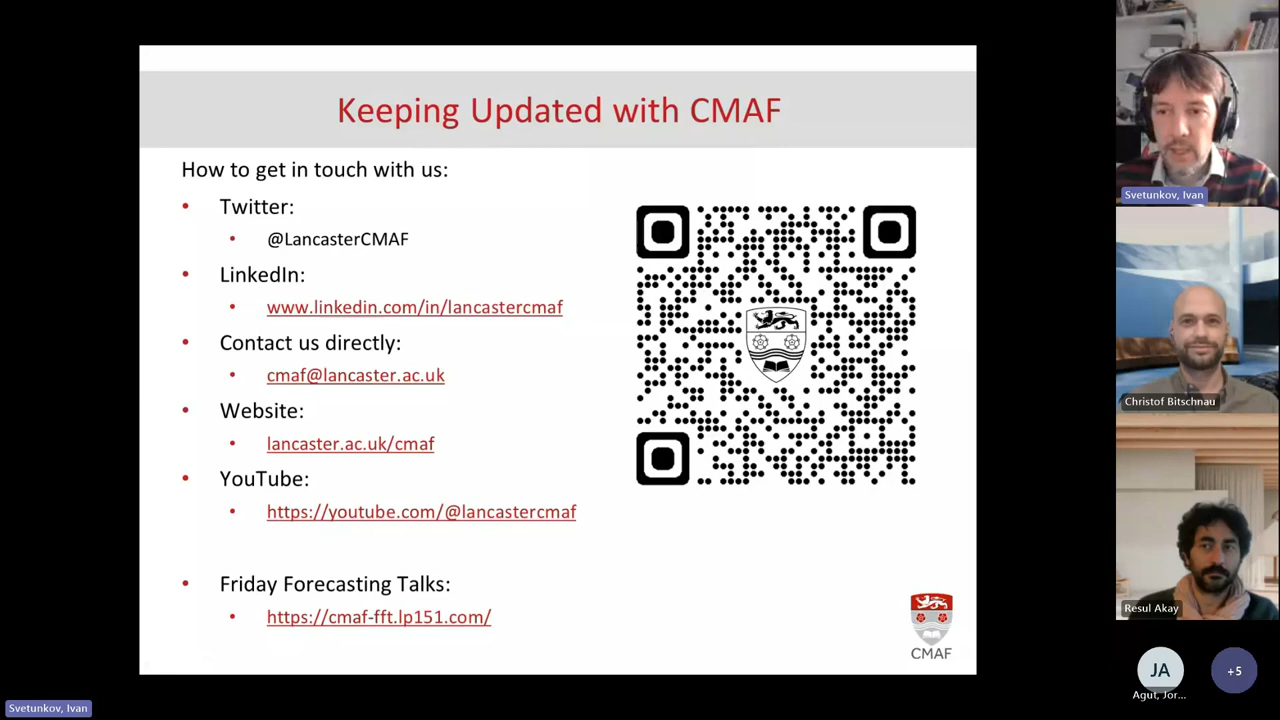 Keeping Updated with CMAF
How to get in touch with us:
• Twitter:
• @LancasterCMAF
• LinkedIn:
• www.linkedin.com/in/lancastercmaf
• Contact us directly:
• cmaf@lancaster.ac.uk
• Website:
• lancaster.ac.uk/cmaf
• YouTube:
• https://youtube.com/@lancastercmaf
• Friday Forecasting Talks:
• https://cmaf-fft.lp151.com/
CMAF
Svetunkov, Ivan
Christof Bitschnau
Resul Akay
JA
Agut, Jor...
+5
Svetunkov, Ivan